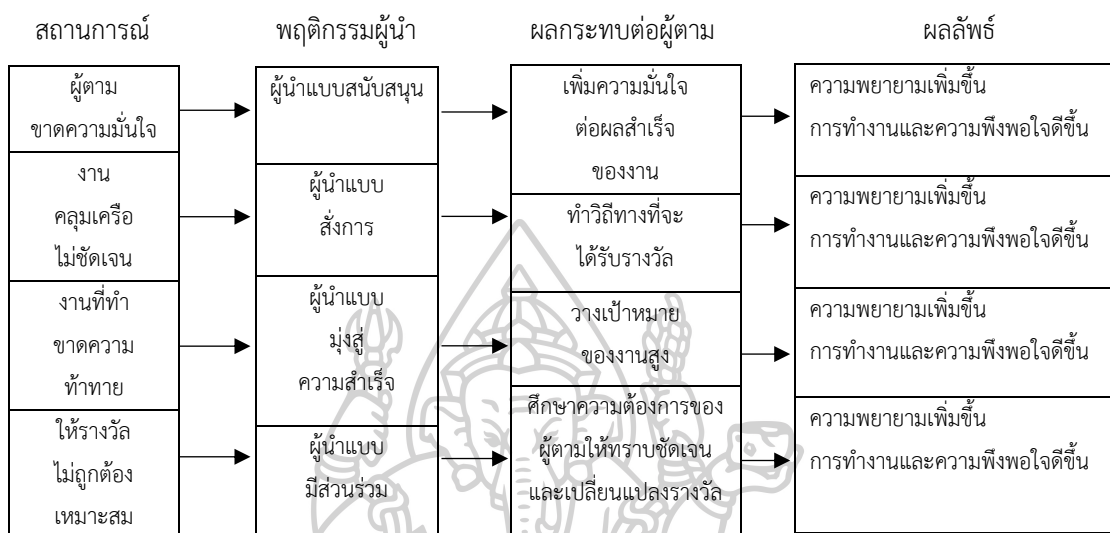 สถานการณ์
พฤติกรรมผู้นำ
ผลกระทบต่อผู้ตาม
ผลลัพธ์
ผู้ตาม
ขาดความมั่นใจ
ผู้นำแบบสนับสนุน
เพิ่มความมั่นใจ
ต่อผลสำเร็จ
ของงาน
ความพยายามเพิ่มขึ้น
การทำงานและความพึงพอใจดีขึ้น
งาน
คลุมเครือ
ไม่ชัดเจน
ผู้นำแบบ
สั่งการ
ทำวิถีทางที่จะ
ได้รับรางวัล
ความพยายามเพิ่มขึ้น
การทำงานและความพึงพอใจดีขึ้น
งานที่ทำ
ขาดความ
ท้าทาย
ผู้นำแบบ
มุ่งสู่
ความสำเร็จ
วางเป้าหมาย
ของงานสูง
ความพยายามเพิ่มขึ้น
การทำงานและความพึงพอใจดีขึ้น
ให้รางวัล
ไม่ถูกต้อง
เหมาะสม
ผู้นำแบบ
มีส่วนร่วม
ศึกษาความต้องการของ
ผู้ตามให้ทราบชัดเจน
และเปลี่ยนแปลงรางวัล
ความพยายามเพิ่มขึ้น
การทำงานและความพึงพอใจดีขึ้น